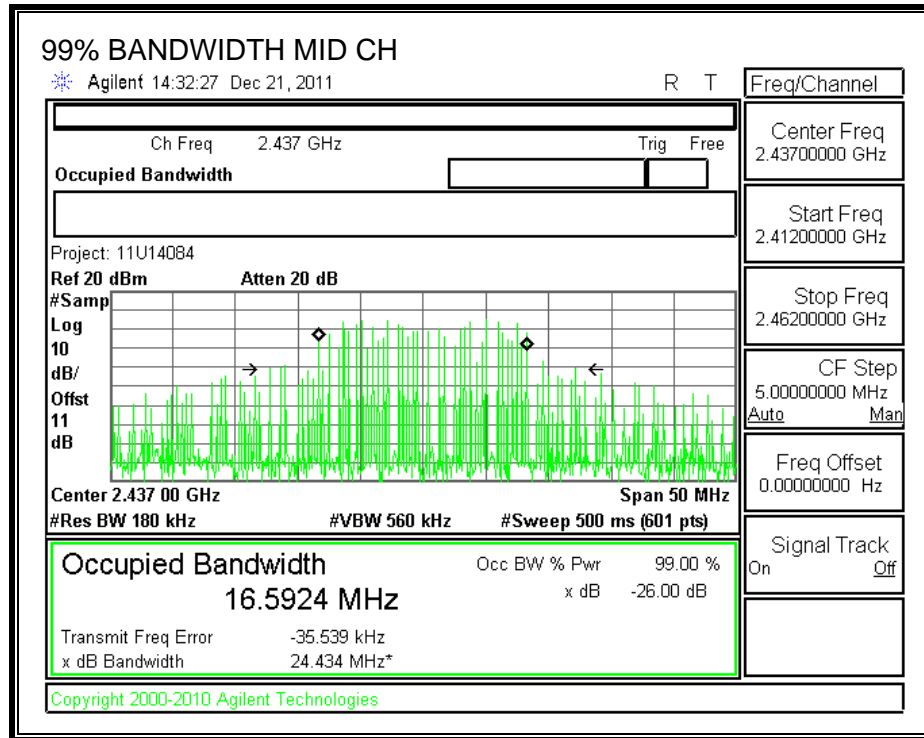 99% BANDWIDTH MID CH
Agilent 14:32:27 Dec 21, 2011 R T
Freq/Channel
Ch Freq 2.437 GHz Trig Free
Occupied Bandwidth
Center Freq
2.43700000 GHz
Start Freq
2.41200000 GHz
Stop Freq
2.46200000 GHz
CF Step
5.00000000 MHz
Auto Man
Freq Offset
0.00000000 Hz
Signal Track
On Off
Project: 11U14084
Ref 20 dBm Atten 20 dB
#Samp
Log
10
dB/
Offst
11
dB
Center 2.437 00 GHz Span 50 MHz
#Res BW 180 kHz #VBW 560 kHz #Sweep 500 ms (601 pts)
Occupied Bandwidth
16.5924 MHz
Occ BW % Pwr 99.00 %
x dB -26.00 dB
Transmit Freq Error -35.539 kHz
x dB Bandwidth 24.434 MHz*
Copyright 2000-2010 Agilent Technologies